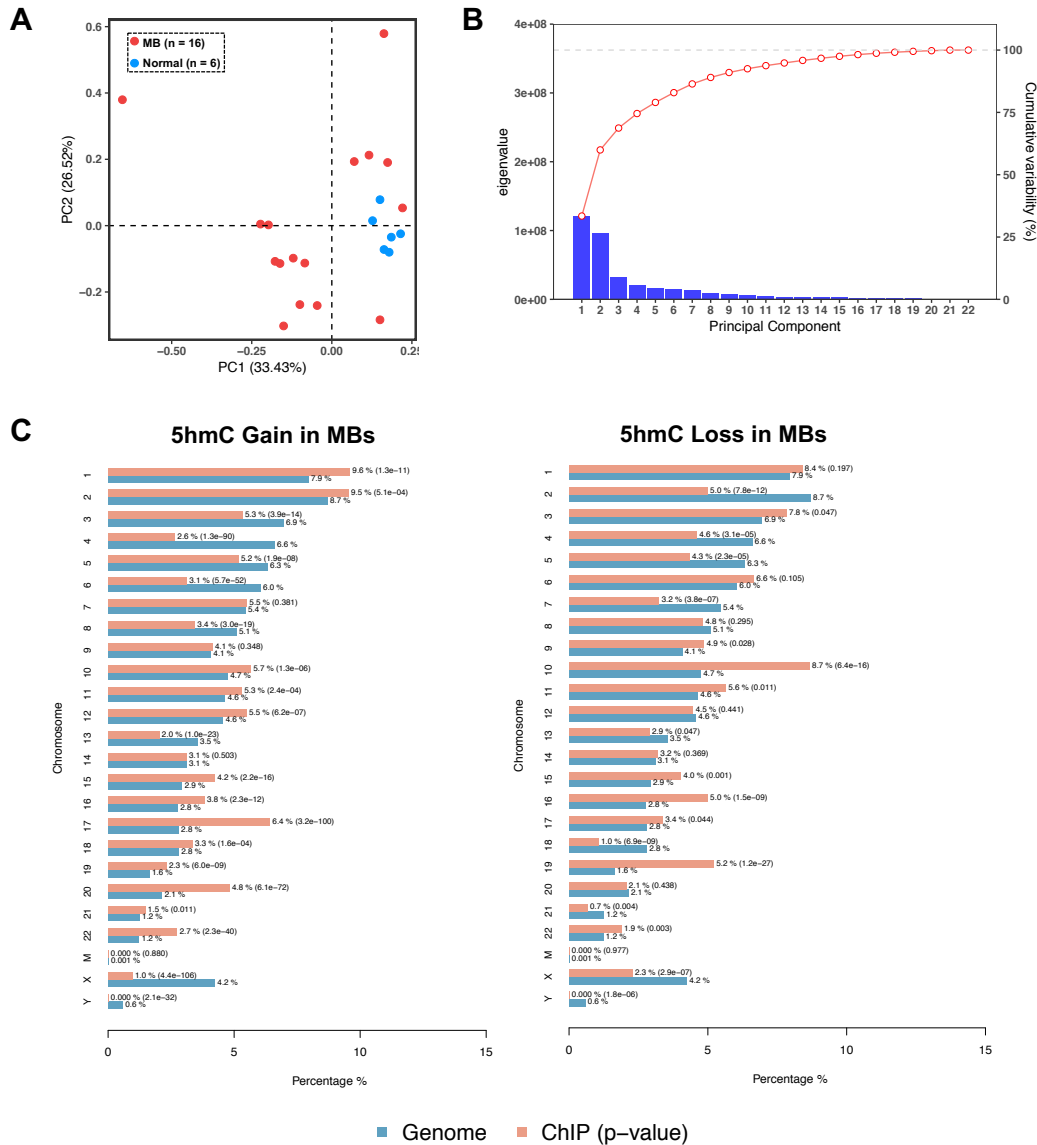 A
MB (n = 16)
Normal (n = 6)
0.6
0.4
0.2
0.0
−0.2
PC2 (26.52%)
−0.50
−0.25
0.00
0.25
PC1 (33.43%)
B
4e+08
3e+08
2e+08
1e+08
0e+00
eigenvalue
100
75
50
25
0
Cumulative variability (%)
1 2 3 4 5 6 7 8 9 10 11 12 13 14 15 16 17 18 19 20 21 22
Principal Component
C
5hmC Gain in MBs
Chromosome
1
9.6 % (1.3e−11)
7.9 %
2
9.5 % (5.1e−04)
8.7 %
3
5.3 % (3.9e−14)
6.9 %
4
2.6 % (1.3e−90)
6.6 %
5
5.2 % (1.9e−08)
6.3 %
6
3.1 % (5.7e−52)
6.0 %
7
5.5 % (0.381)
5.4 %
8
3.4 % (3.0e−19)
5.1 %
9
4.1 % (0.348)
4.1 %
10
5.7 % (1.3e−06)
4.7 %
11
5.3 % (2.4e−04)
4.6 %
12
5.5 % (6.2e−07)
4.6 %
13
2.0 % (1.0e−23)
3.5 %
14
3.1 % (0.503)
3.1 %
15
4.2 % (2.2e−16)
2.9 %
16
3.8 % (2.3e−12)
2.8 %
17
6.4 % (3.2e−100)
2.8 %
18
3.3 % (1.6e−04)
2.8 %
19
2.3 % (6.0e−09)
1.6 %
20
4.8 % (6.1e−72)
2.1 %
21
1.5 % (0.011)
1.2 %
22
2.7 % (2.3e−40)
1.2 %
M
0.000 % (0.880)
0.001 %
X
1.0 % (4.4e−106)
4.2 %
Y
0.000 % (2.1e−32)
0.6 %
0 5 10 15
Percentage %
5hmC Loss in MBs
Chromosome
1
8.4 % (0.197)
7.9 %
2
5.0 % (7.8e−12)
8.7 %
3
7.8 % (0.047)
6.9 %
4
4.6 % (3.1e−05)
6.6 %
5
4.3 % (2.3e−05)
6.3 %
6
6.6 % (0.105)
6.0 %
7
3.2 % (3.8e−07)
5.4 %
8
4.8 % (0.295)
5.1 %
9
4.9 % (0.028)
4.1 %
10
8.7 % (6.4e−16)
4.7 %
11
5.6 % (0.011)
4.6 %
12
4.5 % (0.441)
4.6 %
13
2.9 % (0.047)
3.5 %
14
3.2 % (0.369)
3.1 %
15
4.0 % (0.001)
2.9 %
16
5.0 % (1.5e−09)
2.8 %
17
3.4 % (0.044)
2.8 %
18
1.0 % (6.9e−09)
2.8 %
19
5.2 % (1.2e−27)
1.6 %
20
2.1 % (0.438)
2.1 %
21
0.7 % (0.004)
1.2 %
22
1.9 % (0.003)
1.2 %
M
0.000 % (0.977)
0.001 %
X
2.3 % (2.9e−07)
4.2 %
Y
0.000 % (1.8e−06)
0.6 %
0 5 10 15
Percentage %
Genome
ChIP (p−value)